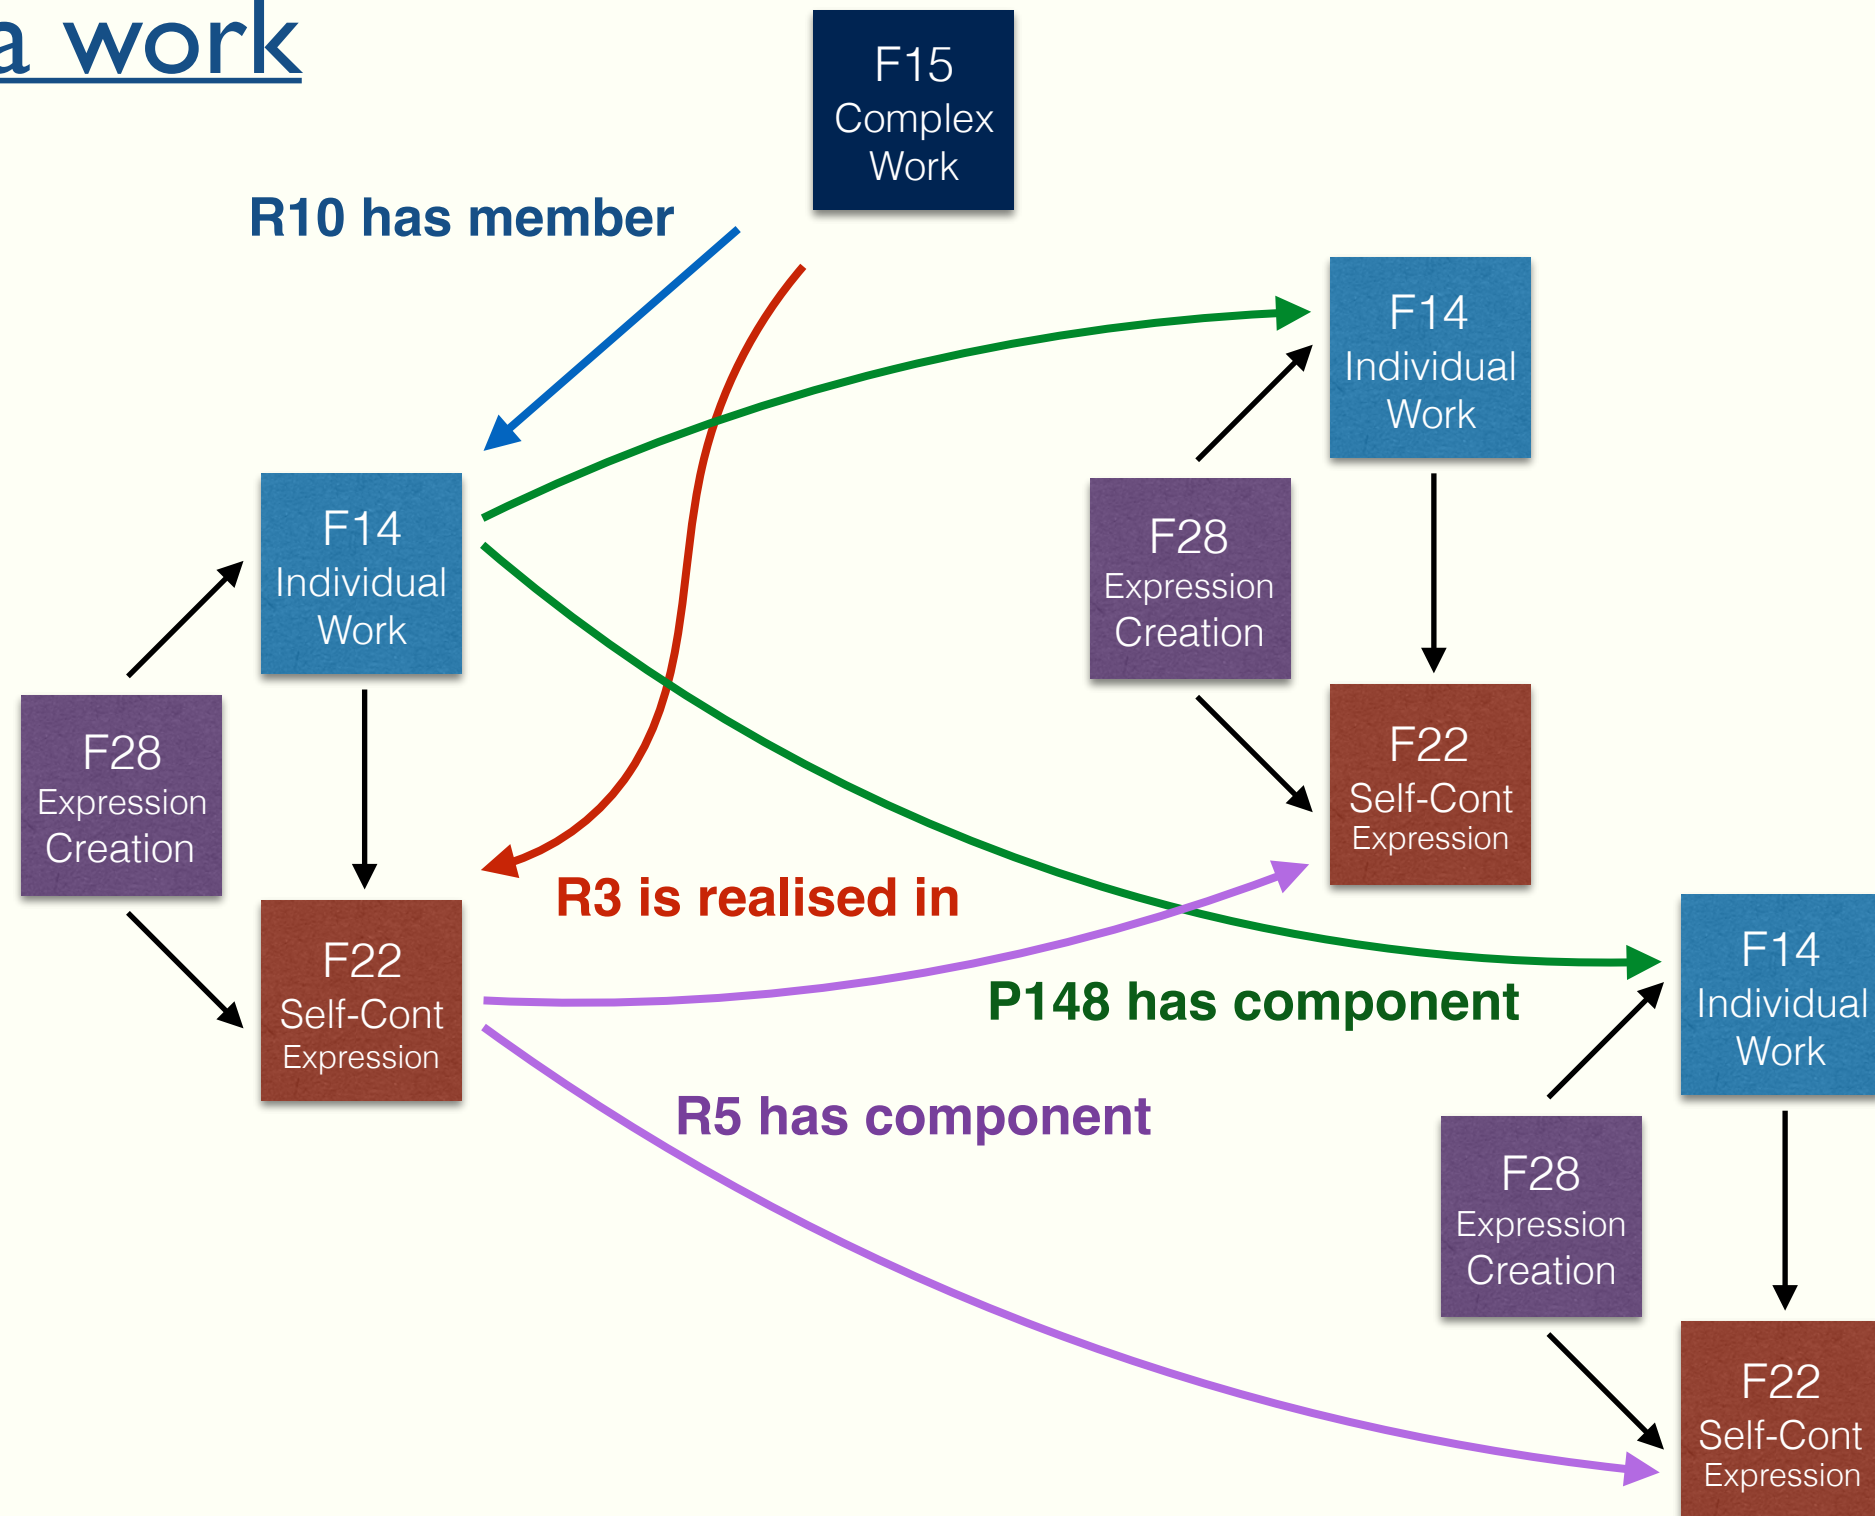 a work
F15
Complex
Work
R10 has member
F14
Individual
Work
F14
Individual
Work
F28
Expression
Creation
F28
Expression
Creation
F22
Self-Cont
Expression
R3 is realised in
F22
Self-Cont
Expression
P148 has component
F14
Individual
Work
R5 has component
F28
Expression
Creation
F22
Self-Cont
Expression